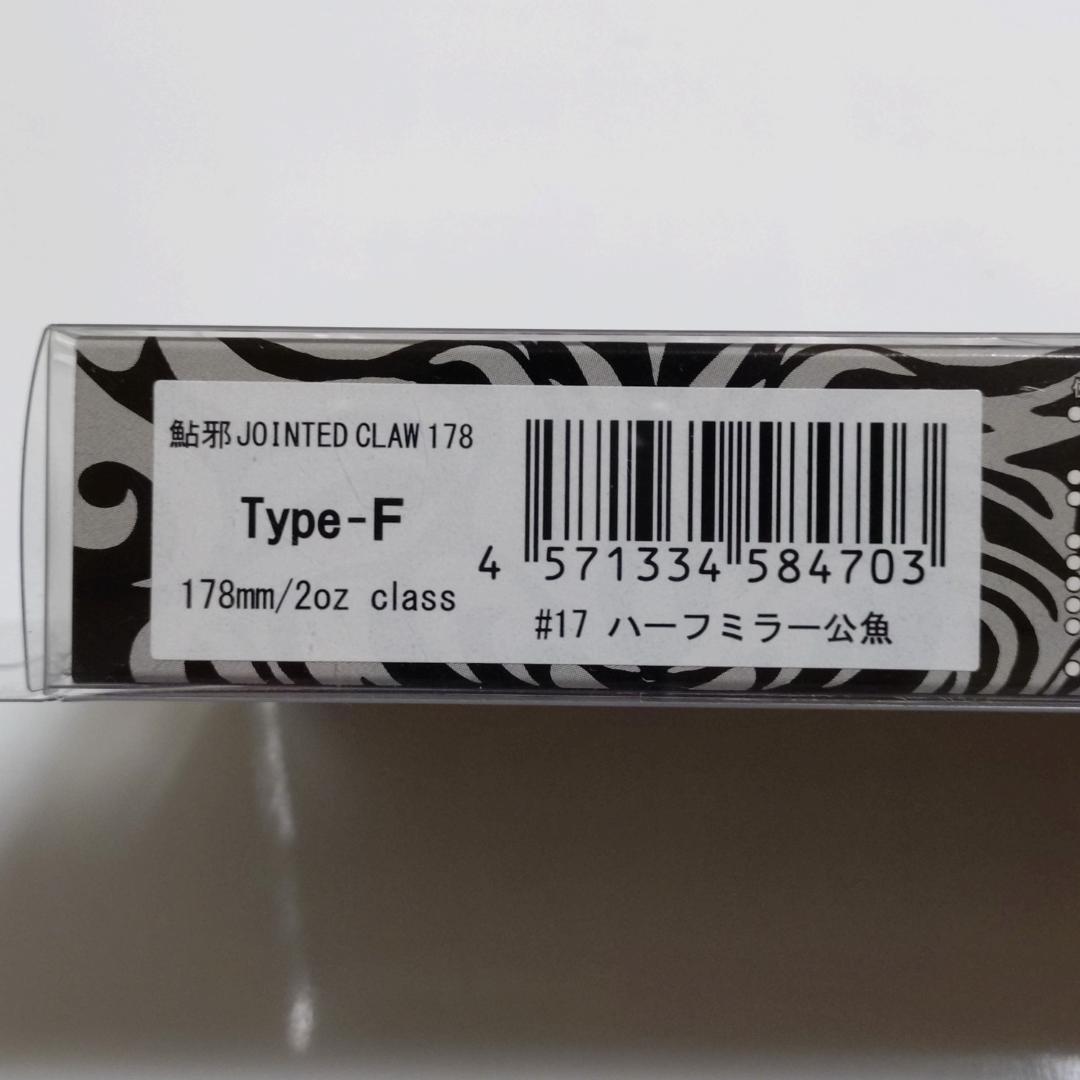 鮎邪 JOINTED CLAW 178
Type-F
178mm/2oz class
4 571334 584703
#17 ハーフミラー公魚